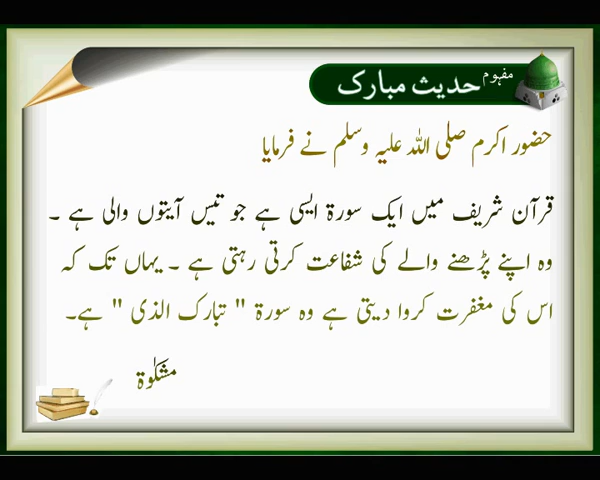 مفہوم حدیث مبارک
حضور اکرم صلی اللہ علیہ وسلم نے فرمایا
قرآن شریف میں ایک سورۃ ایسی ہے جو تیس آیتوں والی ہے ۔
وہ اپنے پڑھنے والے کی شفاعت کرتی رہتی ہے ۔ یہاں تک کہ
اس کی مغفرت کروا دیتی ہے وہ سورۃ " تبارک الذی " ہے۔
مشکوٰۃ